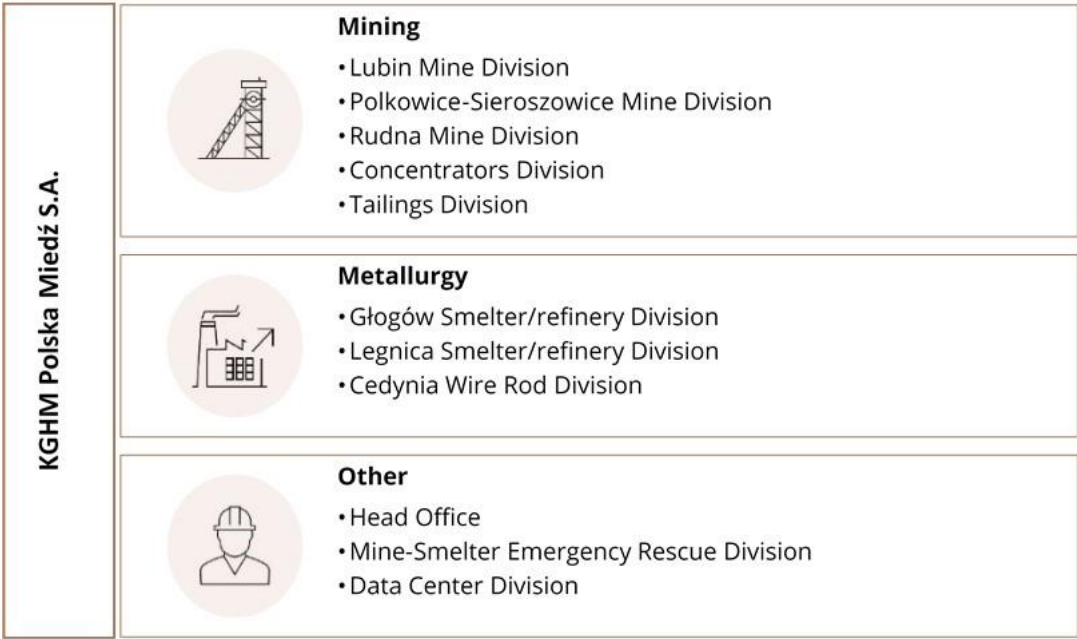 KGHM Polska Miedź S.A.
Mining
• Lubin Mine Division
• Polkowice-Sieroszowice Mine Division
• Rudna Mine Division
• Concentrators Division
• Tailings Division
Metallurgy
• Głogów Smelter/refinery Division
• Legnica Smelter/refinery Division
• Cedynia Wire Rod Division
Other
• Head Office
• Mine-Smelter Emergency Rescue Division
• Data Center Division